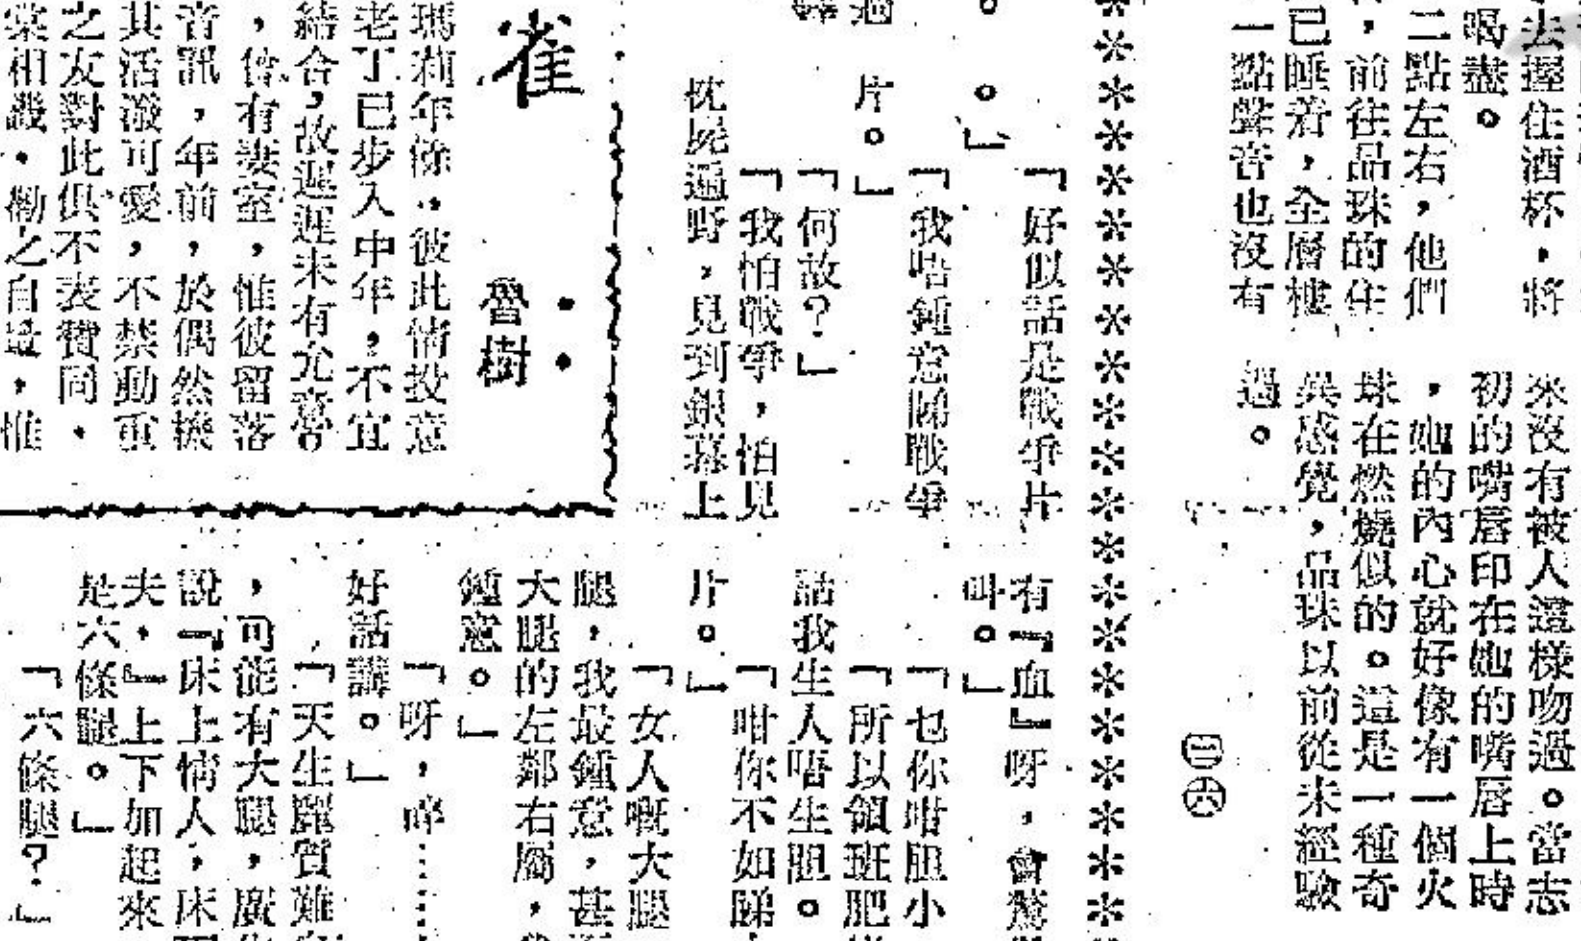 去握住酒杯，將
喝盡。
二點左右，他們
，前往品珠的住
已睡着，全層樓
一點聲音也沒有
來沒有被人這樣吻過。當志
初的嘴唇印在她的嘴唇上時
，她的內心就好像有一個火
球在燃燒似的。這是一種奇
異感覺，品珠以前從未經驗
過。
㊁㊅
「好似話是戰爭片
。」
「我唔鍾意睇戰爭
片。」
「何故？」
「我怕戰爭，怕見
枕屍遍野，見到銀幕上
有『血』呀，會驚
叫。」
「乜你咁胆小
「所以領班肥
話我生人唔生胆。
「咁你不如睇
片。」
「女人嘅大腿
腿，我最鍾意，甚
大腿的左鄰右屬，
鍾意。」
「呀，啐……
好話講。」
「天生麗質難
，可能有大腿，廣
說『床上情人，床
夫，』上下加起來
是六條腿。」
「六條腿？」
雀
魯樹
瑪莉年餘，彼此情投意
老丁已步入中年，不宜
結合，故遲遲未有允意
，皆有妻室，惟彼留落
音訊，年前，於偶然
其活潑可愛，不禁動
之友對此俱不表贊同，
棠相識，勸之自量，惟